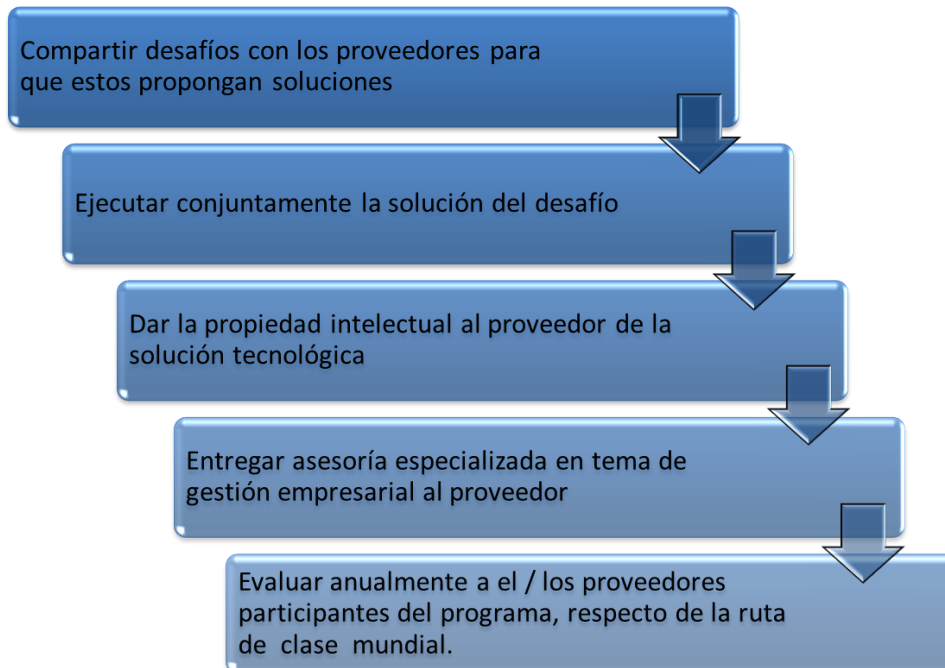 Compartir desafíos con los proveedores para
que estos propongan soluciones
Ejecutar conjuntamente la solución del desafío
Dar la propiedad intelectual al proveedor de la
solución tecnológica
Entregar asesoría especializada en tema de
gestión empresarial al proveedor
Evaluar anualmente a el / los proveedores
participantes del programa, respecto de la ruta
de clase mundial.